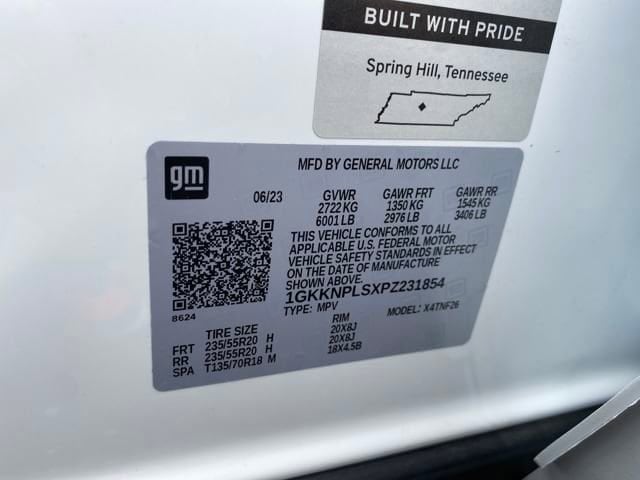 BUILT WITH PRIDE
Spring Hill, Tennessee
gm
MFD BY GENERAL MOTORS LLC
06/23 GVWR GAWR FRT GAWR RR
2722 KG 1350 KG 1545 KG
6001 LB 2976 LB 3406 LB
THIS VEHICLE CONFORMS TO ALL
APPLICABLE U.S. FEDERAL MOTOR
VEHICLE SAFETY STANDARDS IN EFFECT
ON THE DATE OF MANUFACTURE
SHOWN ABOVE.
1GKKNPLSXPZ231854
TYPE: MPV MODEL: X4TNF26
8624
TIRE SIZE RIM
FRT 235/55R20 H 20X8J
RR 235/55R20 H 20X8J
SPA T135/70R18 M 18X4.5B